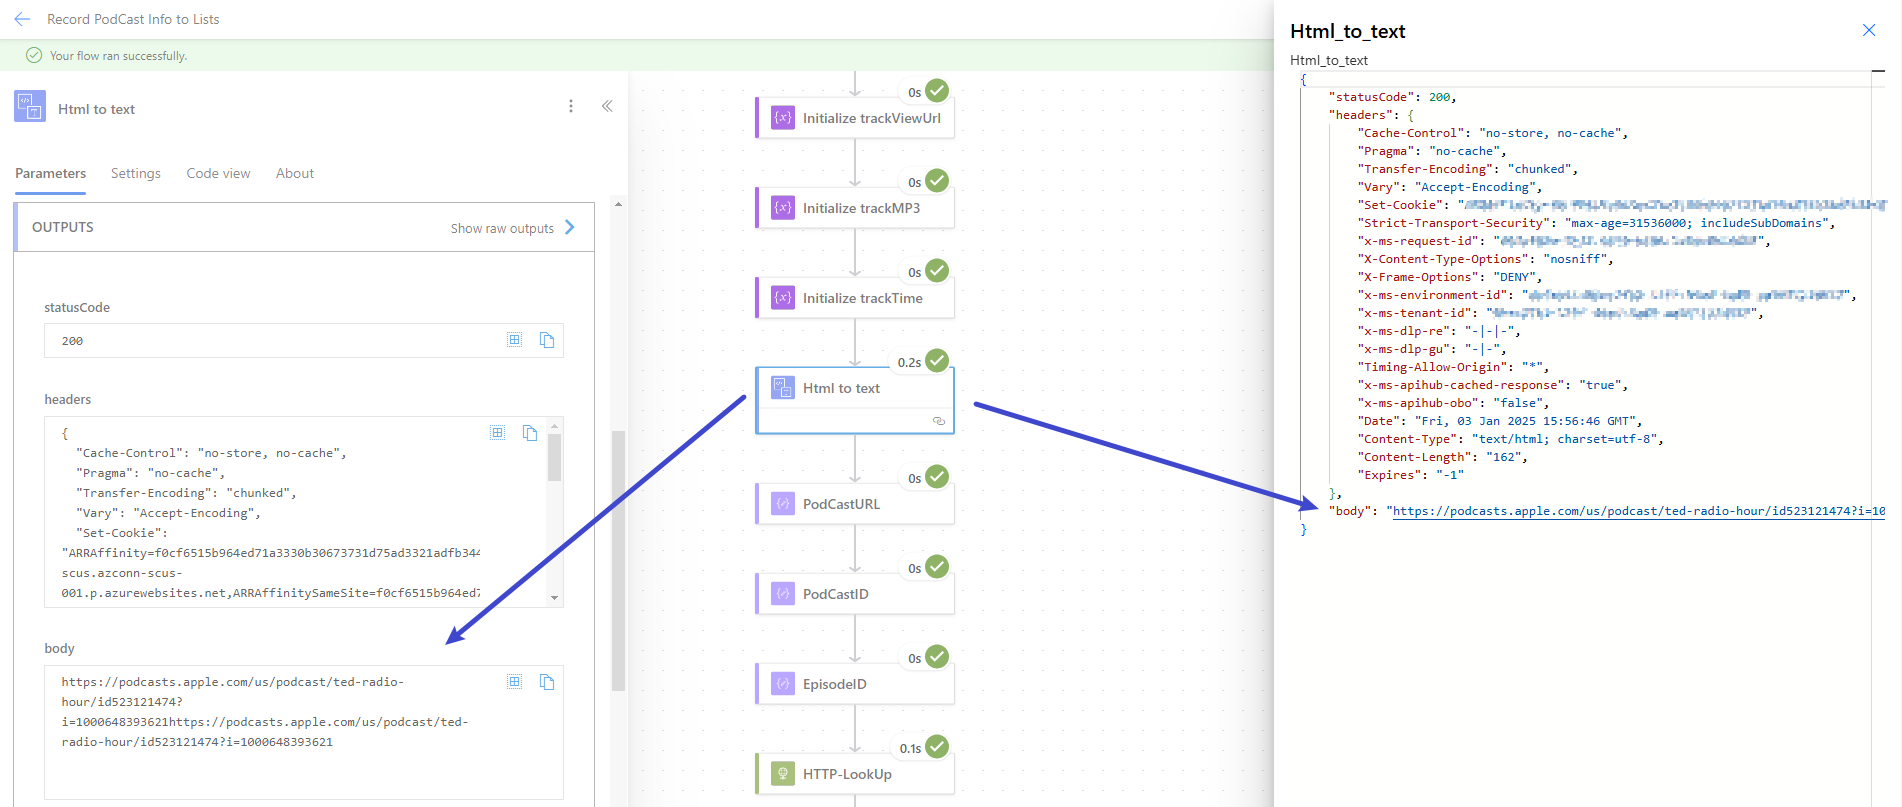 Record PodCast Info to Lists
Your flow ran successfully.
Html to text
Parameters Settings Code view About
OUTPUTS
Show raw outputs
statusCode
200
headers
{
"Cache-Control": "no-store, no-cache",
"Pragma": "no-cache",
"Transfer-Encoding": "chunked",
"Vary": "Accept-Encoding",
"Set-Cookie":
"ARRAffinity=f0cf6515b964ed71a3330b30673731d75ad3321adfb344
scus.azconn-scus-
001.p.azurewebsites.net,ARRAffinitySameSite=f0cf6515b964ed7
body
https://podcasts.apple.com/us/podcast/ted-radio-
hour/id523121474?
i=1000648393621https://podcasts.apple.com/us/podcast/ted-
radio-hour/id523121474?i=1000648393621
0s
Initialize trackViewUrl
0s
Initialize trackMP3
0s
Initialize trackTime
0.2s
Html to text
0s
PodCastURL
0s
PodCastID
0s
EpisodeID
0.1s
HTTP-LookUp
Html_to_text
Html_to_text
{
"statusCode": 200,
"headers": {
"Cache-Control": "no-store, no-cache",
"Pragma": "no-cache",
"Transfer-Encoding": "chunked",
"Vary": "Accept-Encoding",
"Set-Cookie": "
"Strict-Transport-Security": "max-age=31536000; includeSubDomains",
"x-ms-request-id": "",
"X-Content-Type-Options": "nosniff",
"X-Frame-Options": "DENY",
"x-ms-environment-id": "",
"x-ms-tenant-id": "",
"x-ms-dlp-re": "-|-|-",
"x-ms-dlp-gu": "-|-",
"Timing-Allow-Origin": "*",
"x-ms-apihub-cached-response": "true",
"x-ms-apihub-obo": "false",
"Date": "Fri, 03 Jan 2025 15:56:46 GMT",
"Content-Type": "text/html; charset=utf-8",
"Content-Length": "162",
"Expires": "-1"
},
"body": "https://podcasts.apple.com/us/podcast/ted-radio-hour/id523121474?i=10
}